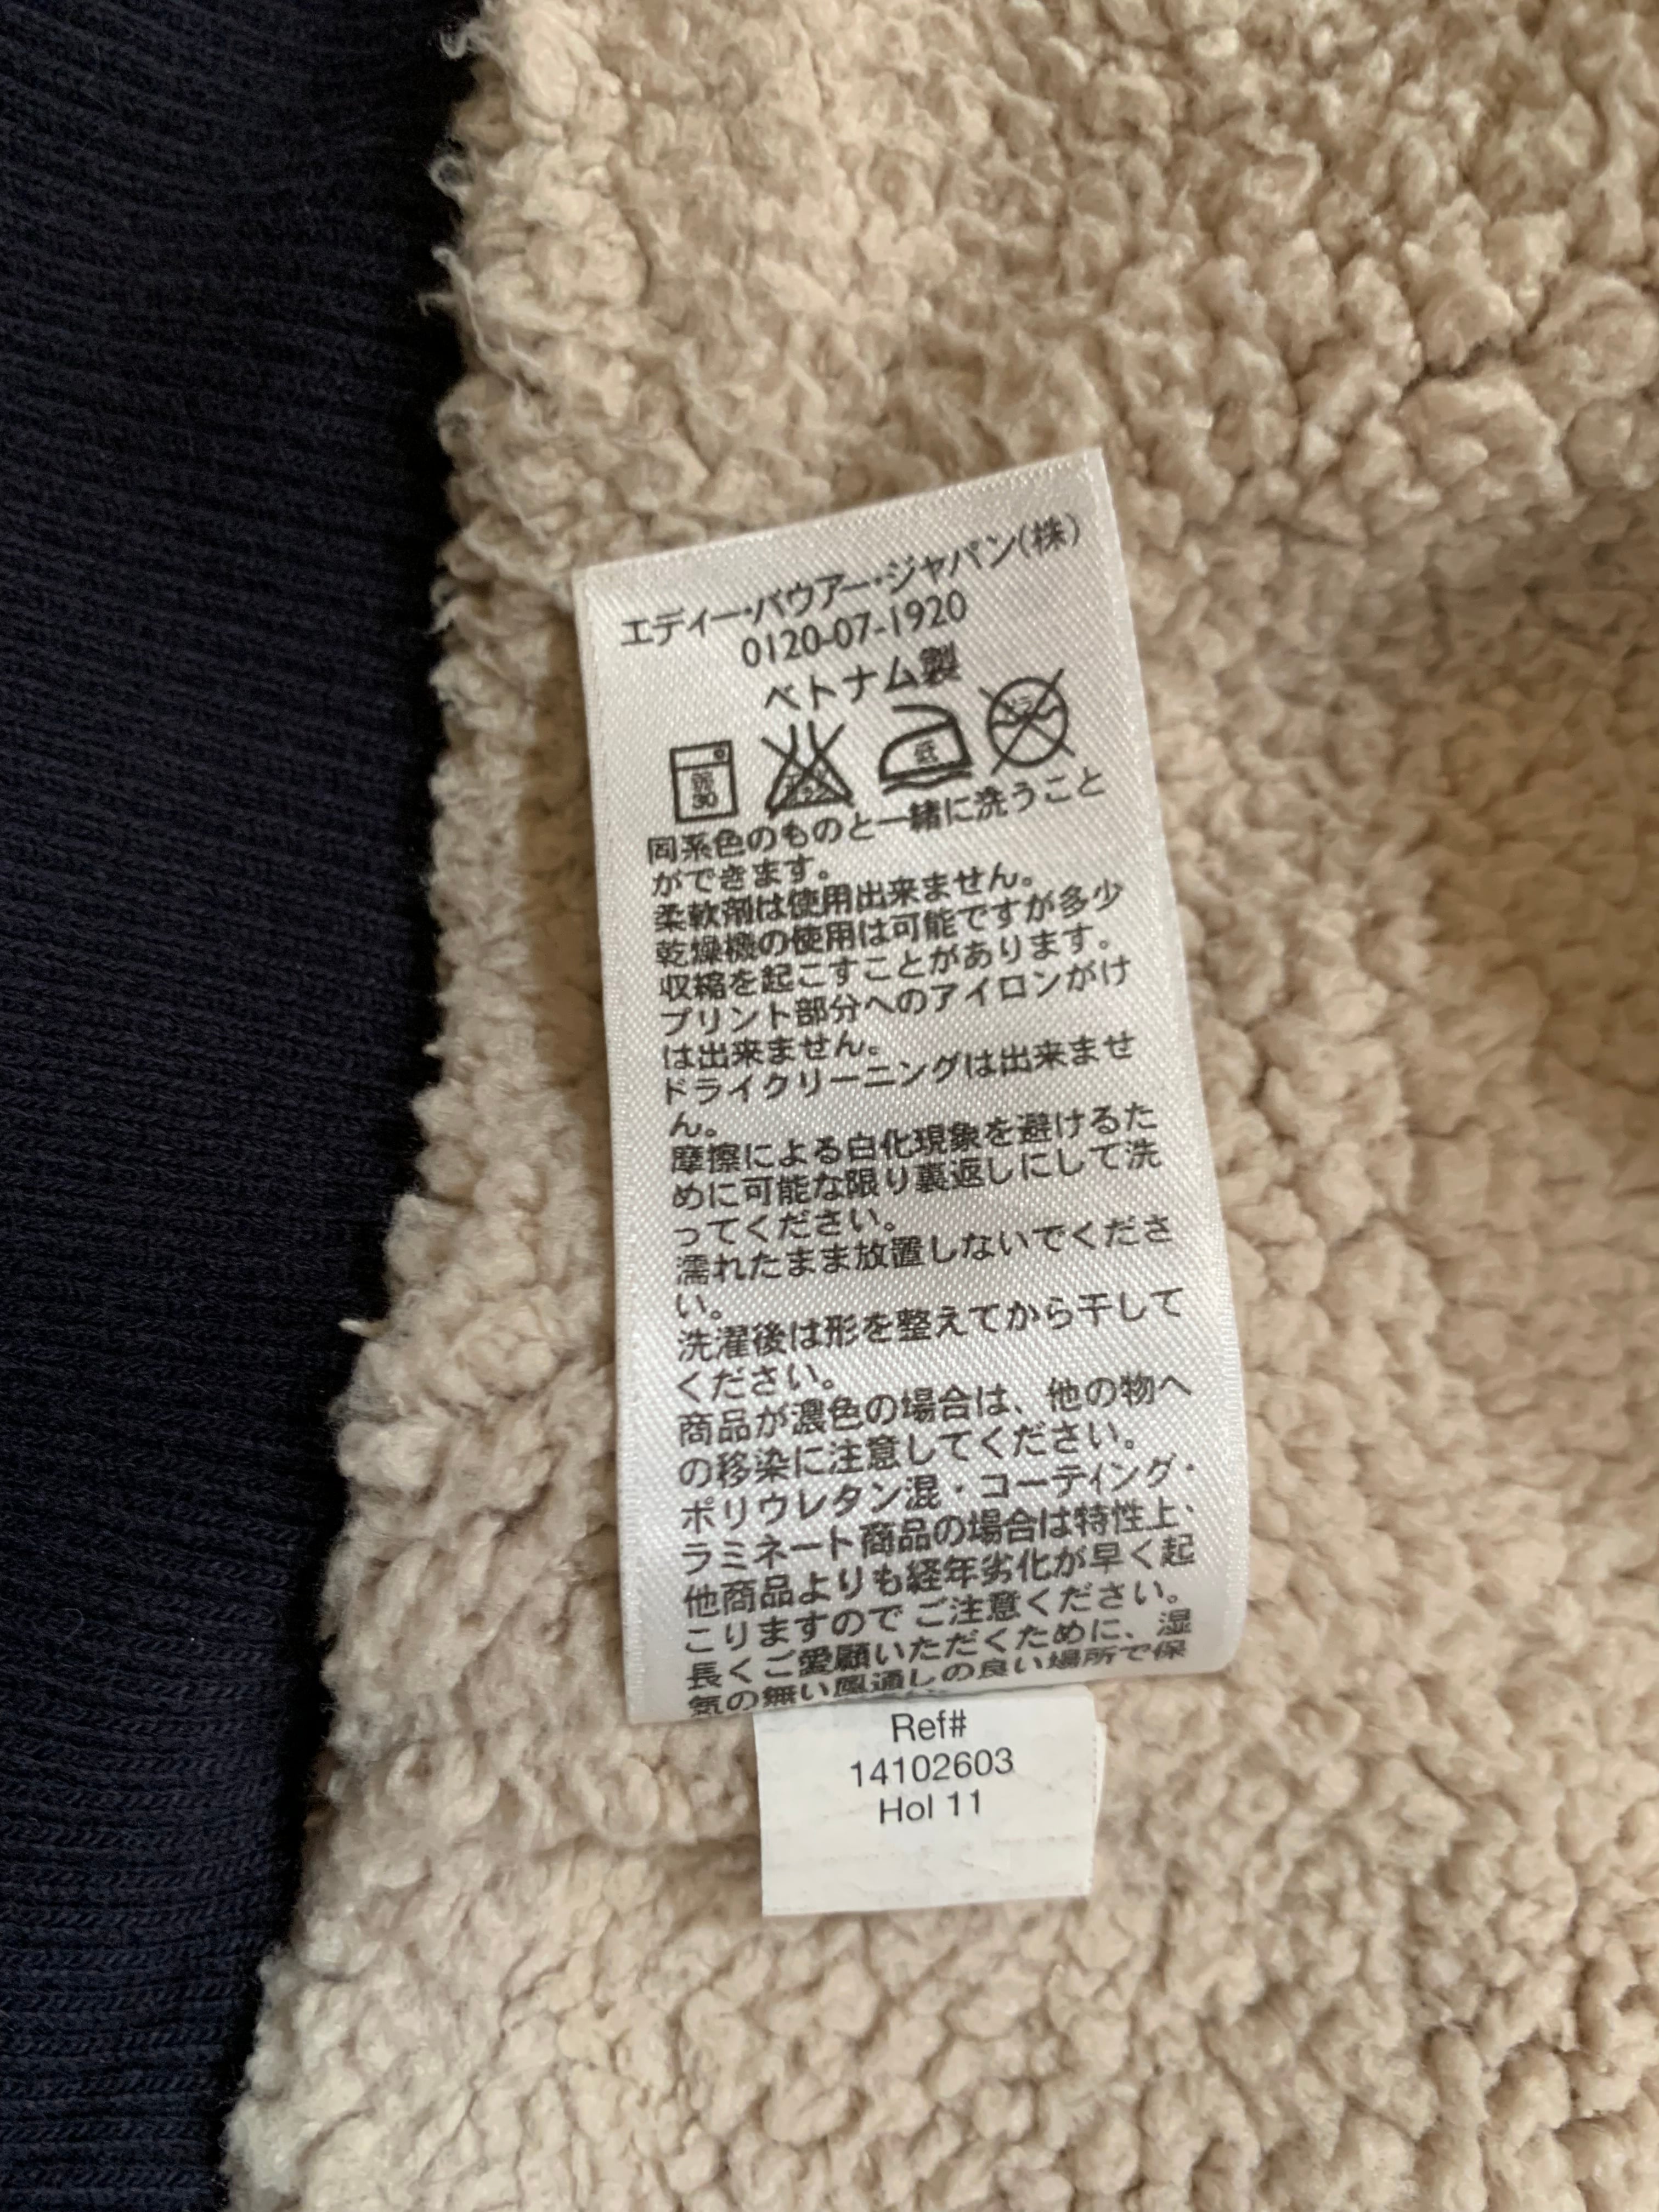 エディー・バウアー・ジャパン(株)
0120-07-1920
ベトナム製
30
低
同系色のものと一緒に洗うこと
ができます。
柔軟剤は使用出来ません。
乾燥機の使用は可能ですが多少
収縮を起こすことがあります。
プリント部分へのアイロンがけ
は出来ません。
ドライクリーニングは出来ませ
ん。
摩擦による白化現象を避けるた
めに可能な限り裏返しにして洗
ってください。
濡れたまま放置しないでくださ
い。
洗濯後は形を整えてから干して
ください。
商品が濃色の場合は、他の物へ
の移染に注意してください。
ポリウレタン混・コーティング・
ラミネート商品の場合は特性上、
他商品よりも経年劣化が早く起
こりますので ご注意ください。
長くご愛顧いただくために、湿
気の無い風通しの良い場所で保
Ref#
14102603
Hol 11